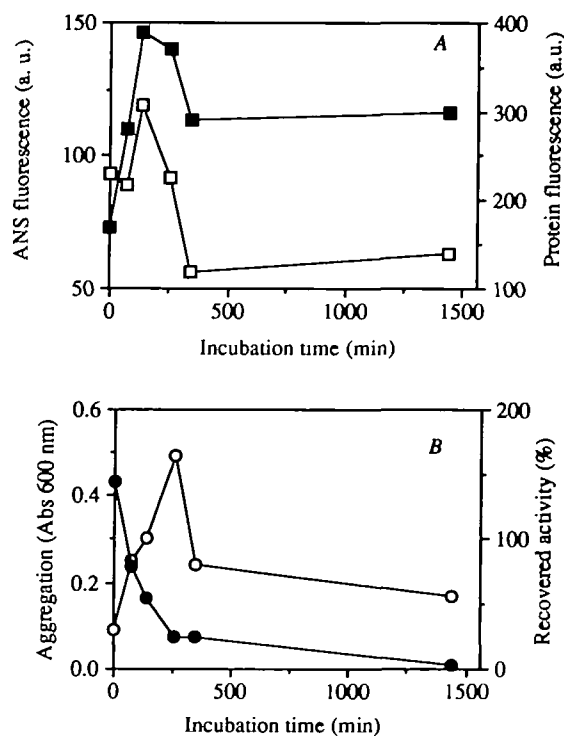 A
150
100
50
400
300
200
100
0
500
1000
1500
ANS fluorescence (a. u.)
Protein fluorescence (a.u.)
Incubation time (min)
B
0.6
0.4
0.2
0.0
200
100
0
0
500
1000
1500
Aggregation (Abs 600 nm)
Recovered activity (%)
Incubation time (min)